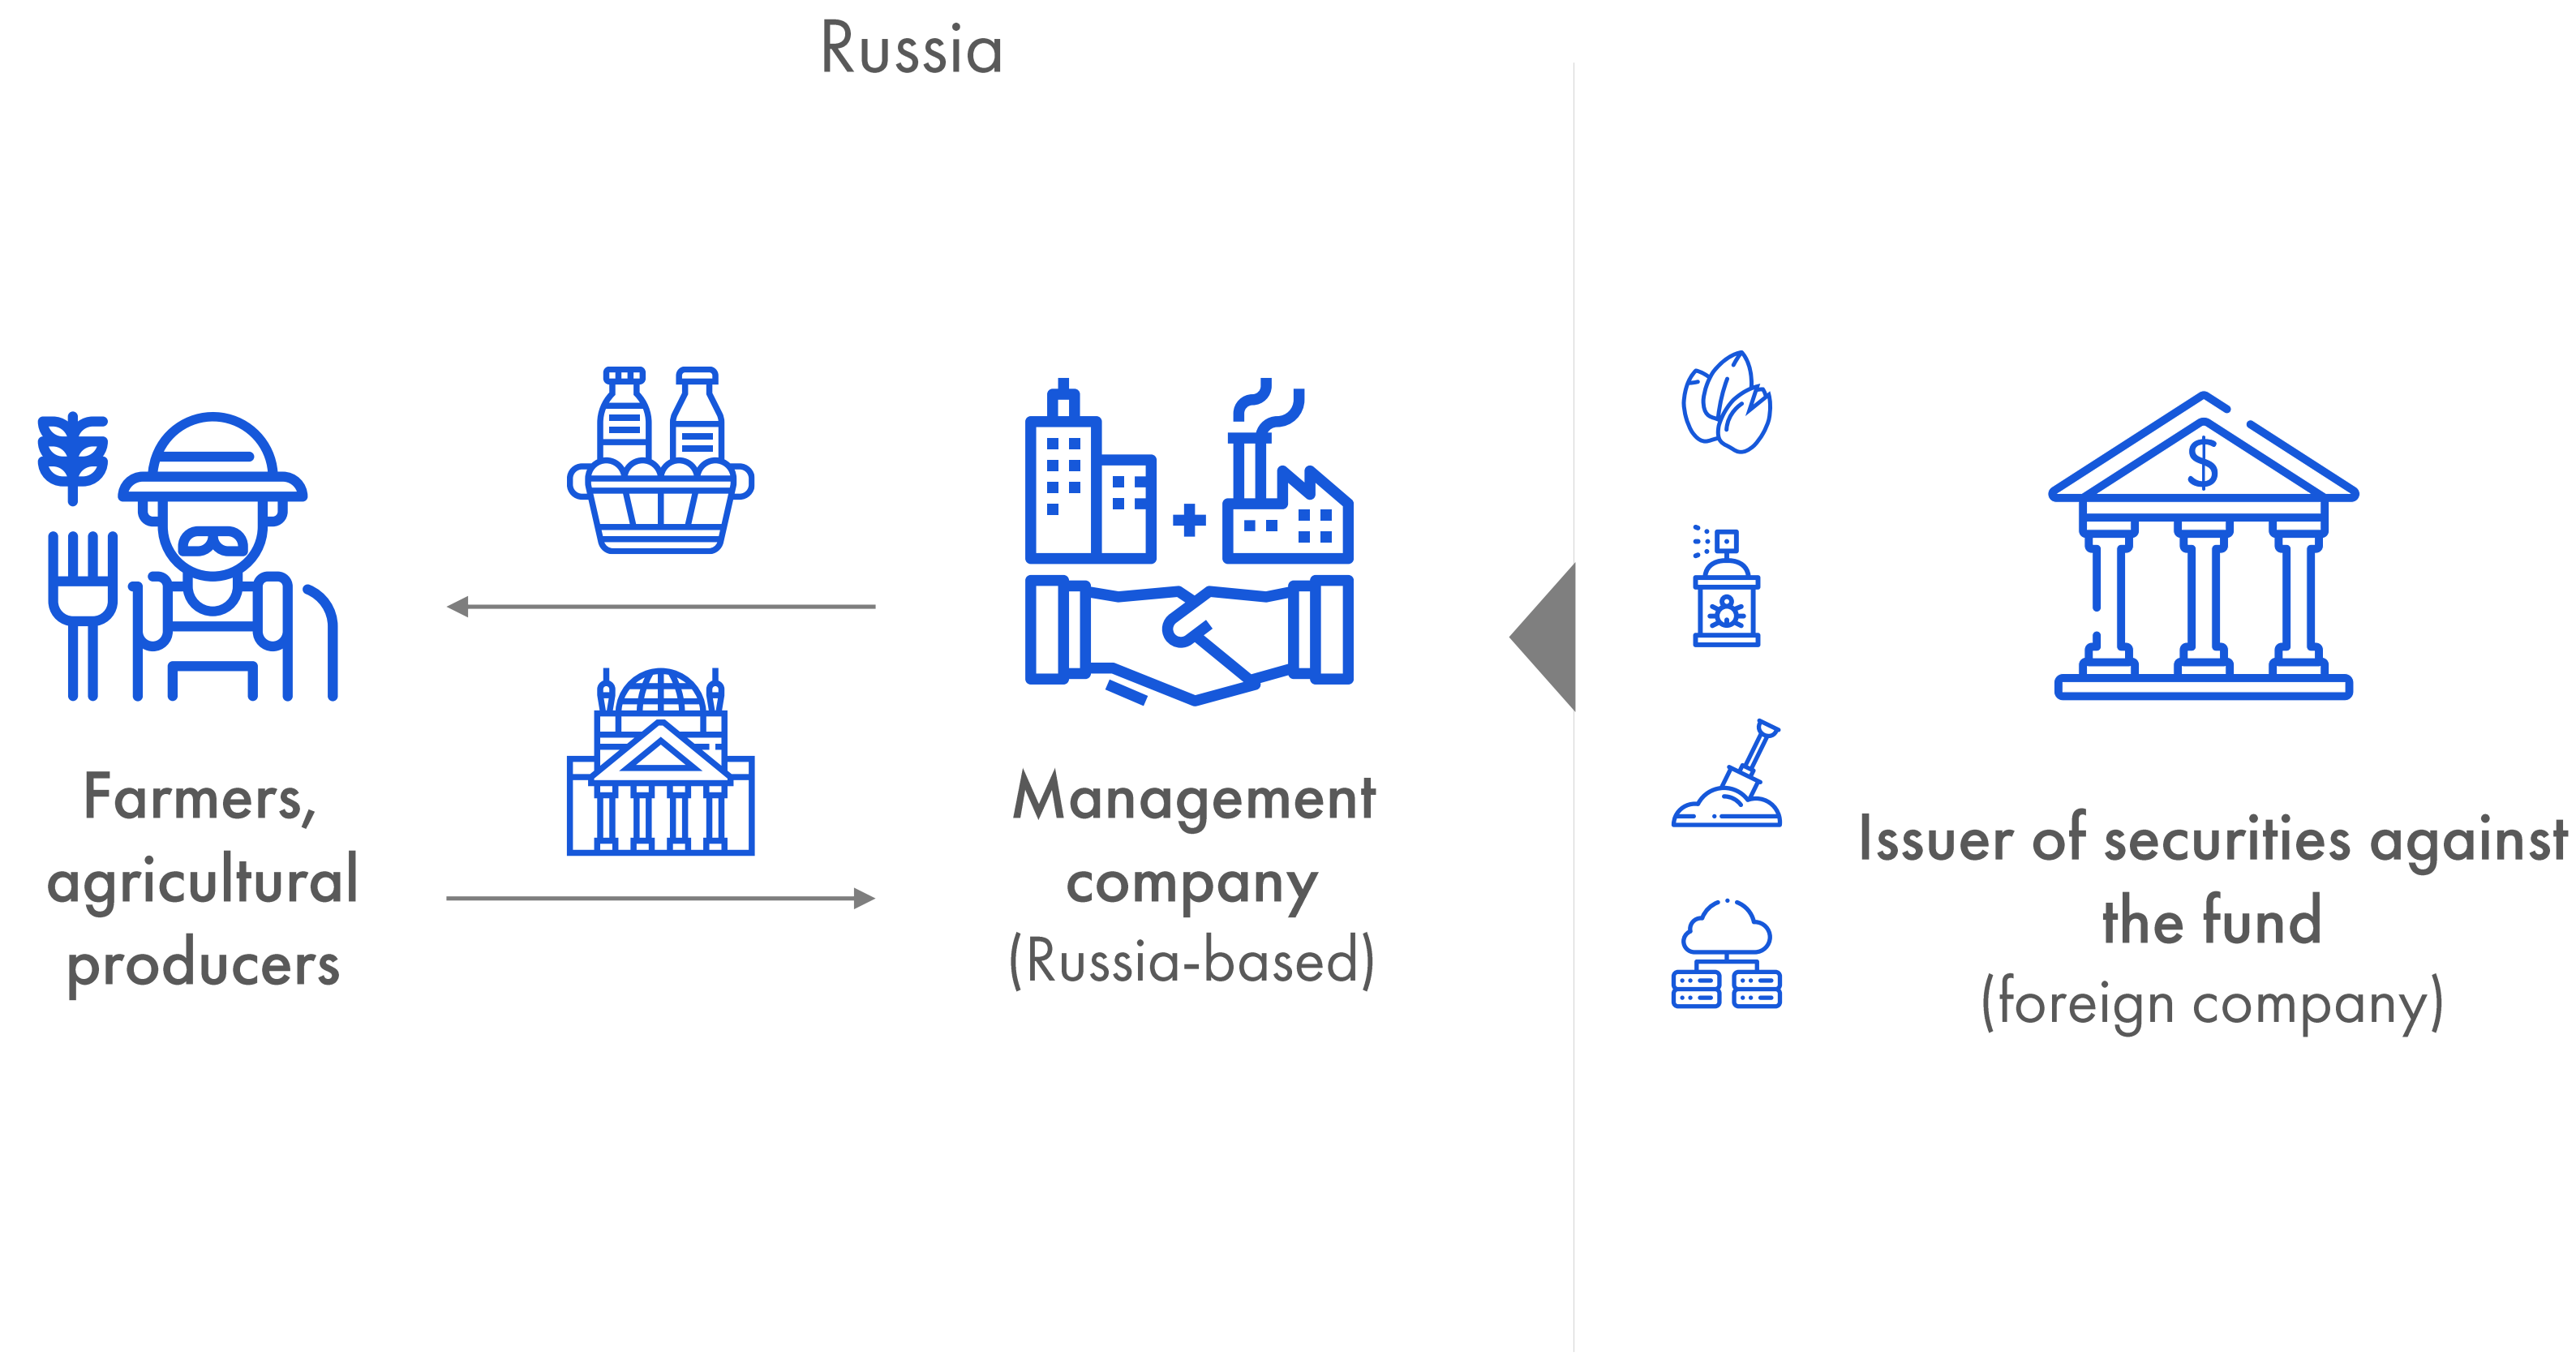 Russia
Farmers,
agricultural
producers
Management
company
(Russia-based)
$
Issuer of securities against
the fund
(foreign company)